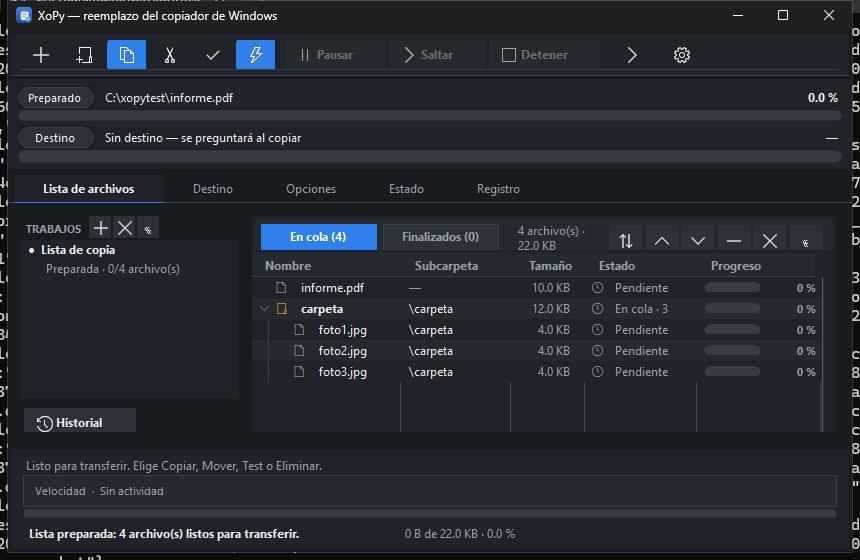 XoPy — reemplazo del copiador de Windows
Pausar Saltar Detener
Preparado C:\xopytest\informe.pdf 0.0 %
Destino Sin destino — se preguntará al copiar —
Lista de archivos Destino Opciones Estado Registro
TRABAJOS
Lista de copia
Preparada · 0/4 archivo(s)
Historial
En cola (4) Finalizados (0) 4 archivo(s) ·
22.0 KB
Nombre Subcarpeta Tamaño Estado Progreso
informe.pdf — 10.0 KB Pendiente 0 %
carpeta \carpeta 12.0 KB En cola · 3 0 %
foto1.jpg \carpeta 4.0 KB Pendiente 0 %
foto2.jpg \carpeta 4.0 KB Pendiente 0 %
foto3.jpg \carpeta 4.0 KB Pendiente 0 %
Listo para transferir. Elige Copiar, Mover, Test o Eliminar.
Velocidad · Sin actividad
Lista preparada: 4 archivo(s) listos para transferir. 0 B de 22.0 KB · 0.0 %